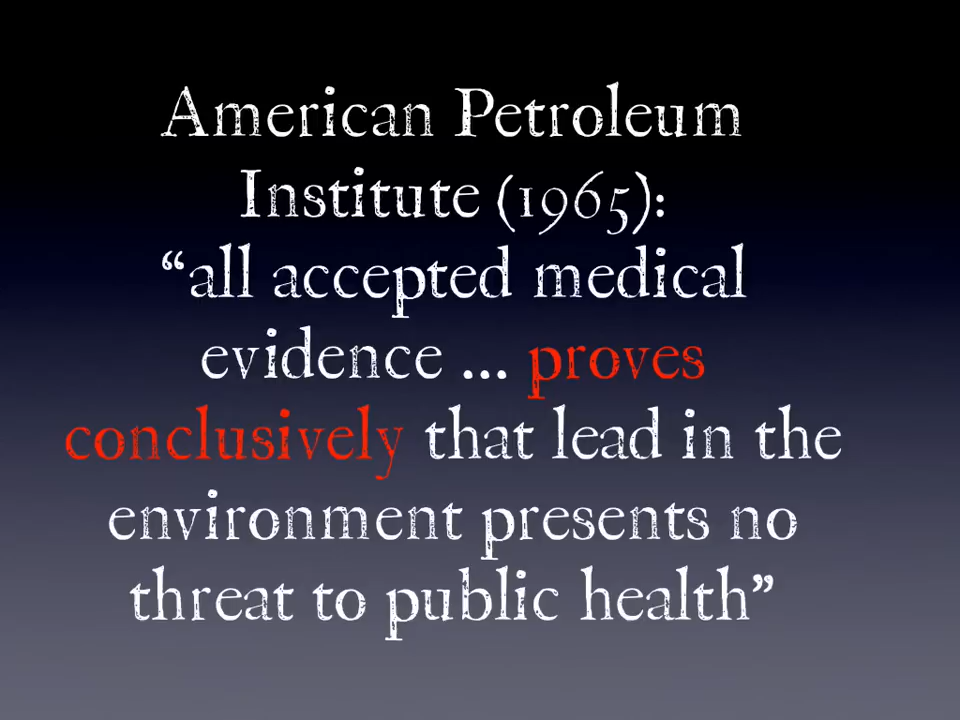 American Petroleum
Institute (1965):
“all accepted medical
evidence ... proves
conclusively that lead in the
environment presents no
threat to public health”